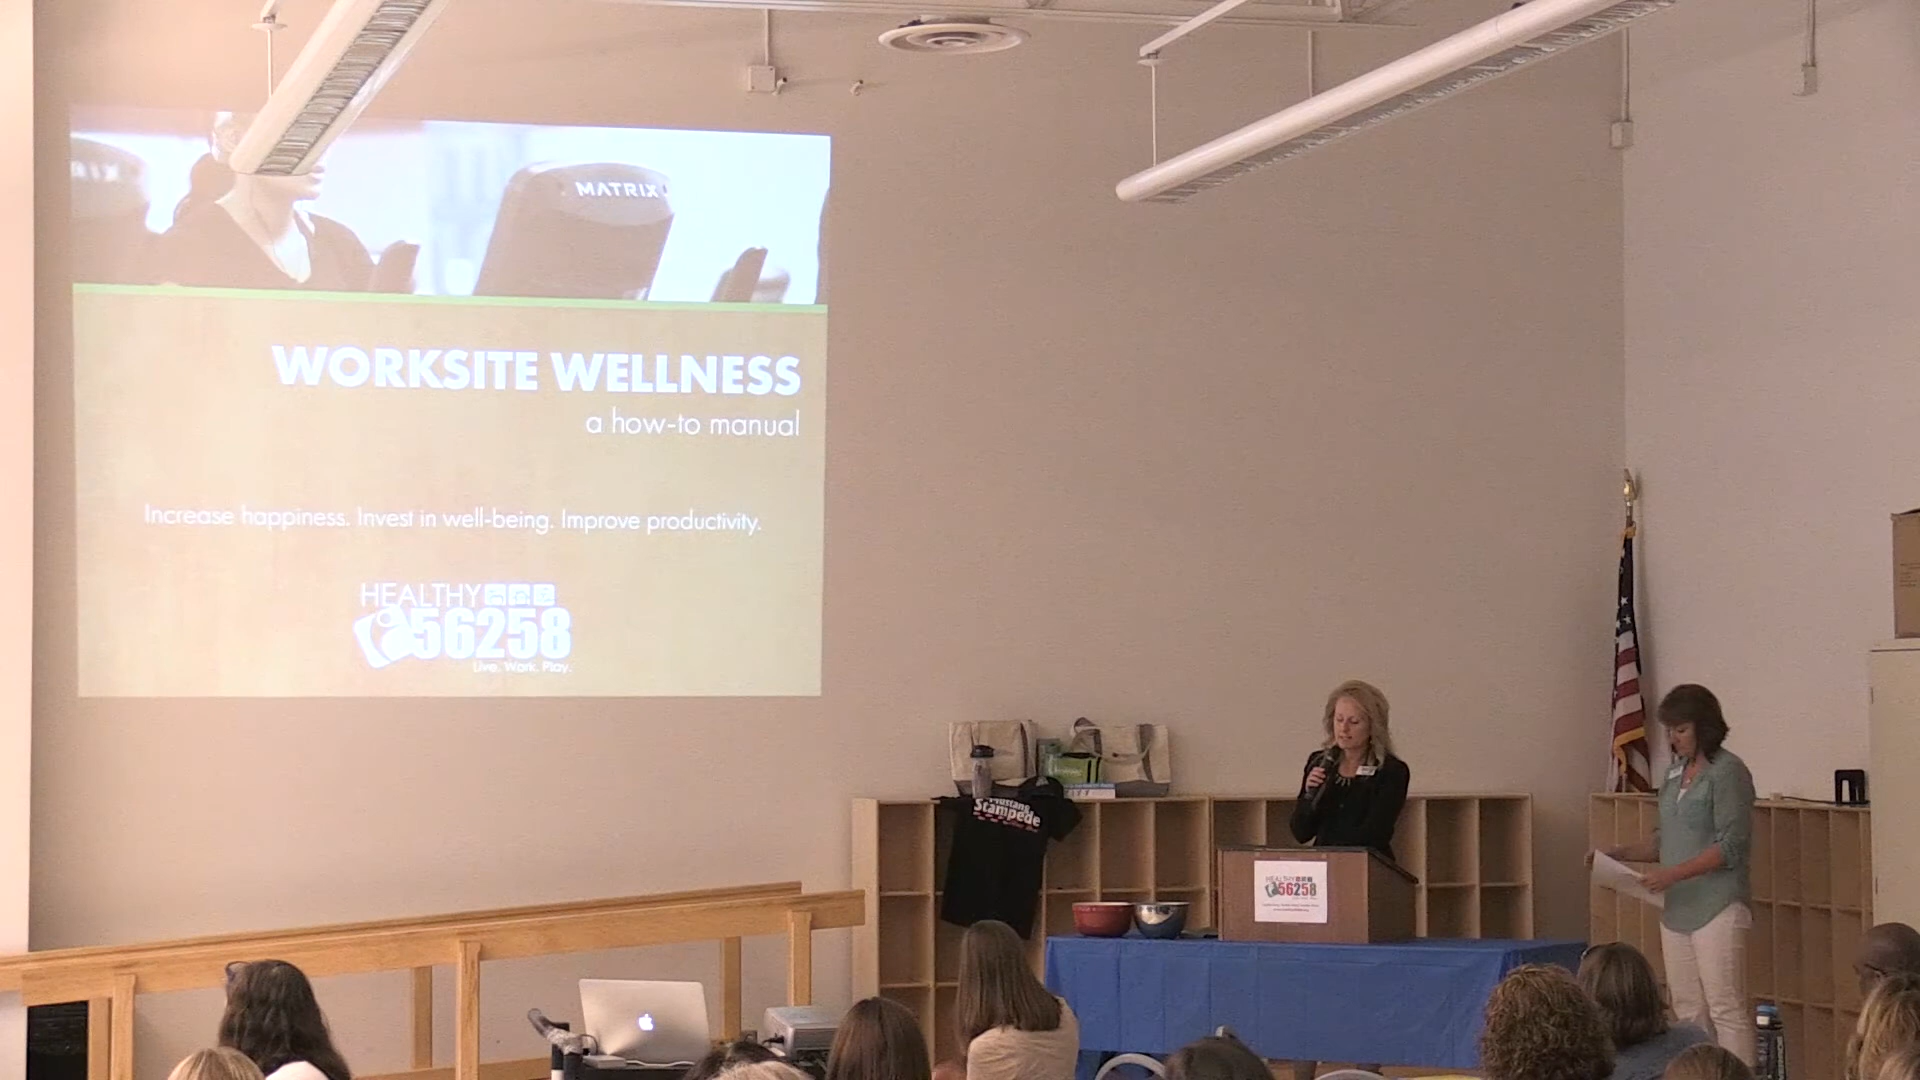 MATRIX
WORKSITE WELLNESS
a how-to manual
Increase happiness. Invest in well-being. Improve productivity.
HEALTHY
56258
Live. Work. Play.
Mustang
Stampede
HEALTHY
56258